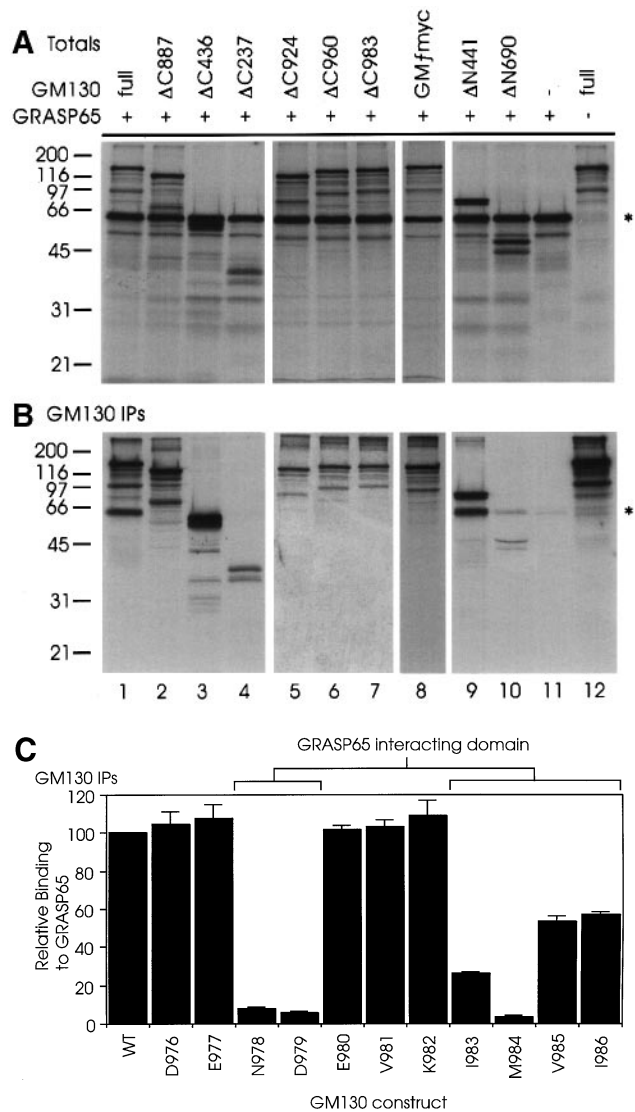 A Totals
GM130 full ΔC887 ΔC436 ΔC237 ΔC924 ΔC960 ΔC983 GMƒmyc ΔN441 ΔN690 - full
GRASP65 + + + + + + + + + + + -
200
116
97
66
*
45
31
21
B GM130 IPs
200
116
97
66
*
45
31
21
1 2 3 4 5 6 7 8 9 10 11 12
C
GRASP65 interacting domain
GM130 IPs
120
100
80
60
40
20
0
Relative Binding
to GRASP65
WT D976 E977 N978 D979 E980 V981 K982 I983 M984 V985 I986
GM130 construct